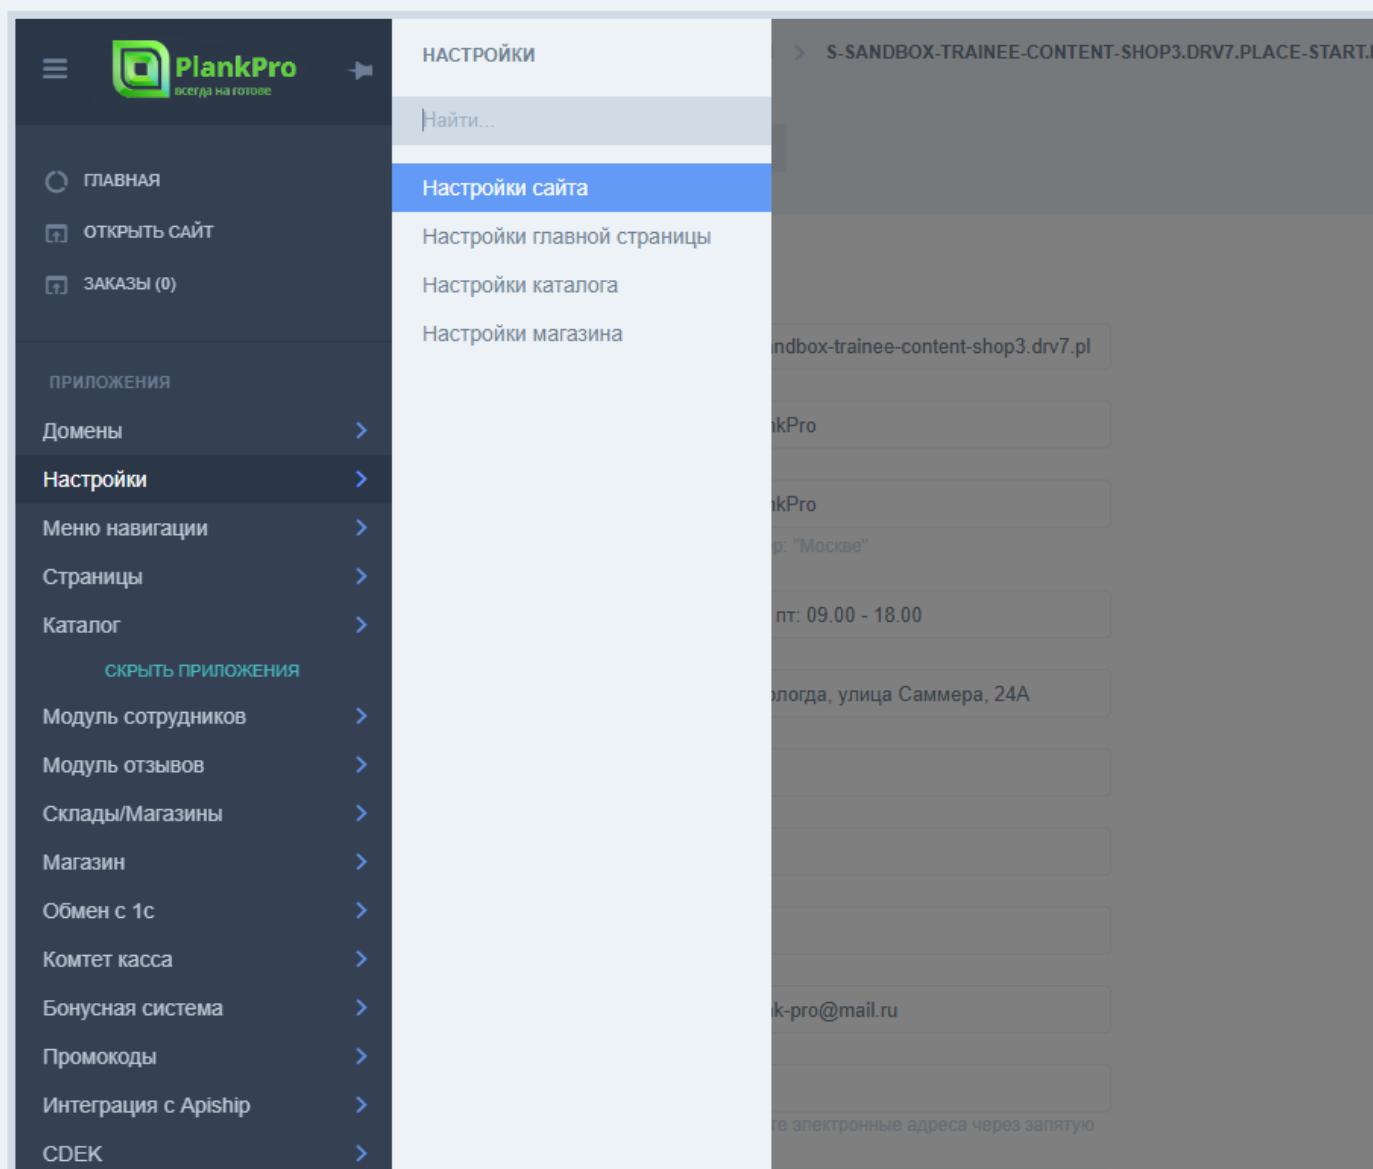 PlankPro
всегда на готове
ГЛАВНАЯ
ОТКРЫТЬ САЙТ
ЗАКАЗЫ (0)
ПРИЛОЖЕНИЯ
Домены
Настройки
Меню навигации
Страницы
Каталог
СКРЫТЬ ПРИЛОЖЕНИЯ
Модуль сотрудников
Модуль отзывов
Склады/Магазины
Магазин
Обмен с 1с
Комтет касса
Бонусная система
Промокоды
Интеграция с Apiship
CDEK
НАСТРОЙКИ
Найти...
Настройки сайта
Настройки главной страницы
Настройки каталога
Настройки магазина
S-SANDBOX-TRAINEE-CONTENT-SHOP3.DRV7.PLACE-START.
ndbox-trainee-content-shop3.drv7.pl
kPro
kPro
р: "Москве"
пт: 09.00 - 18.00
логда, улица Саммера, 24А
k-pro@mail.ru
те электронные адреса через запятую